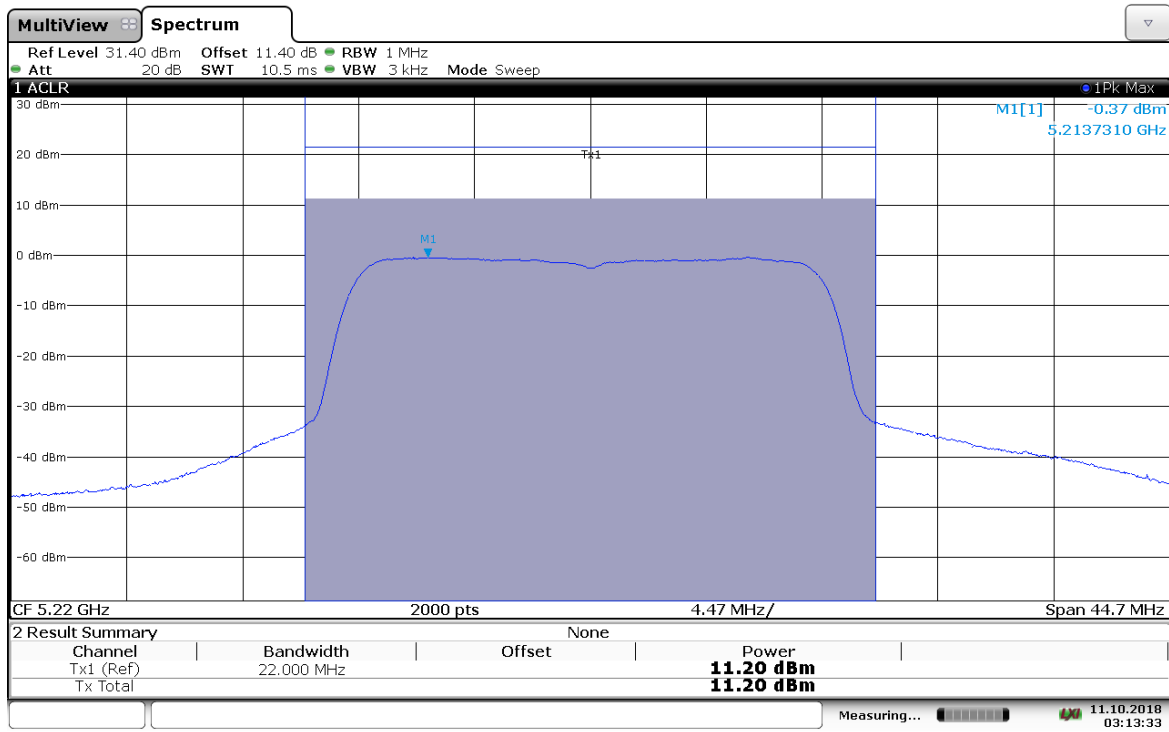 MultiView Spectrum
Ref Level 31.40 dBm Offset 11.40 dB RBW 1 MHz
Att 20 dB SWT 10.5 ms VBW 3 kHz Mode Sweep
1 ACLR 1Pk Max
30 dBm
M1[1] -0.37 dBm
5.2137310 GHz
20 dBm
Tx1
10 dBm
M1
0 dBm
-10 dBm
-20 dBm
-30 dBm
-40 dBm
-50 dBm
-60 dBm
CF 5.22 GHz 2000 pts 4.47 MHz/ Span 44.7 MHz
2 Result Summary None
Channel Bandwidth Offset Power
Tx1 (Ref) 22.000 MHz 11.20 dBm
Tx Total 11.20 dBm
Measuring... LXI 11.10.2018
03:13:33